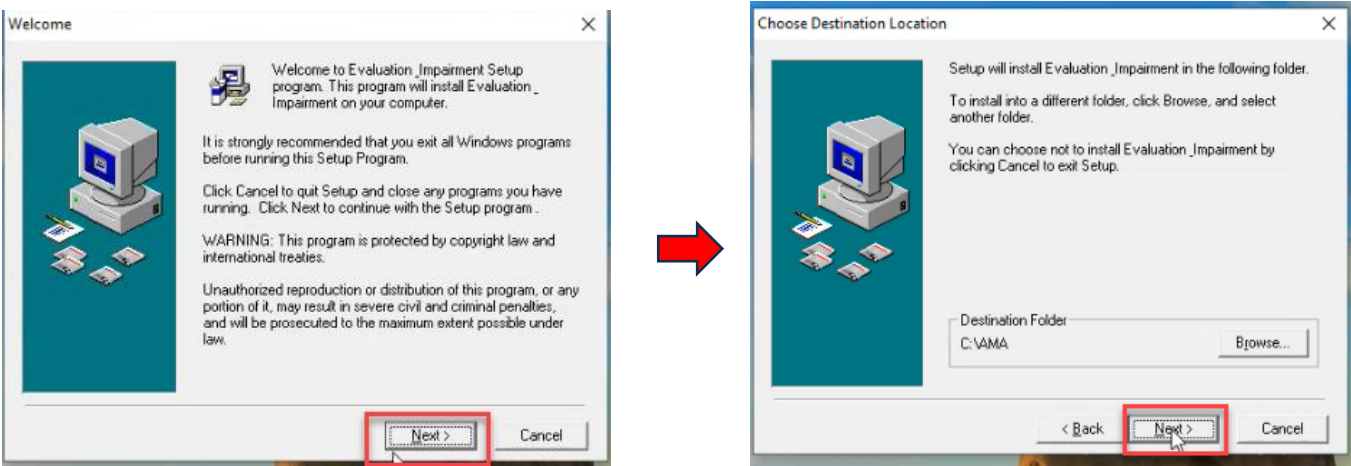 Welcome
Welcome to Evaluation_Impairment Setup
program. This program will install Evaluation_
Impairment on your computer.
It is strongly recommended that you exit all Windows programs
before running this Setup Program.
Click Cancel to quit Setup and close any programs you have
running. Click Next to continue with the Setup program .
WARNING: This program is protected by copyright law and
international treaties.
Unauthorized reproduction or distribution of this program, or any
portion of it, may result in severe civil and criminal penalties,
and will be prosecuted to the maximum extent possible under
law.
Next >
Cancel
Choose Destination Location
Setup will install Evaluation_Impairment in the following folder.
To install into a different folder, click Browse, and select
another folder.
You can choose not to install Evaluation_Impairment by
clicking Cancel to exit Setup.
Destination Folder
C:\AMA
Browse...
< Back
Next >
Cancel